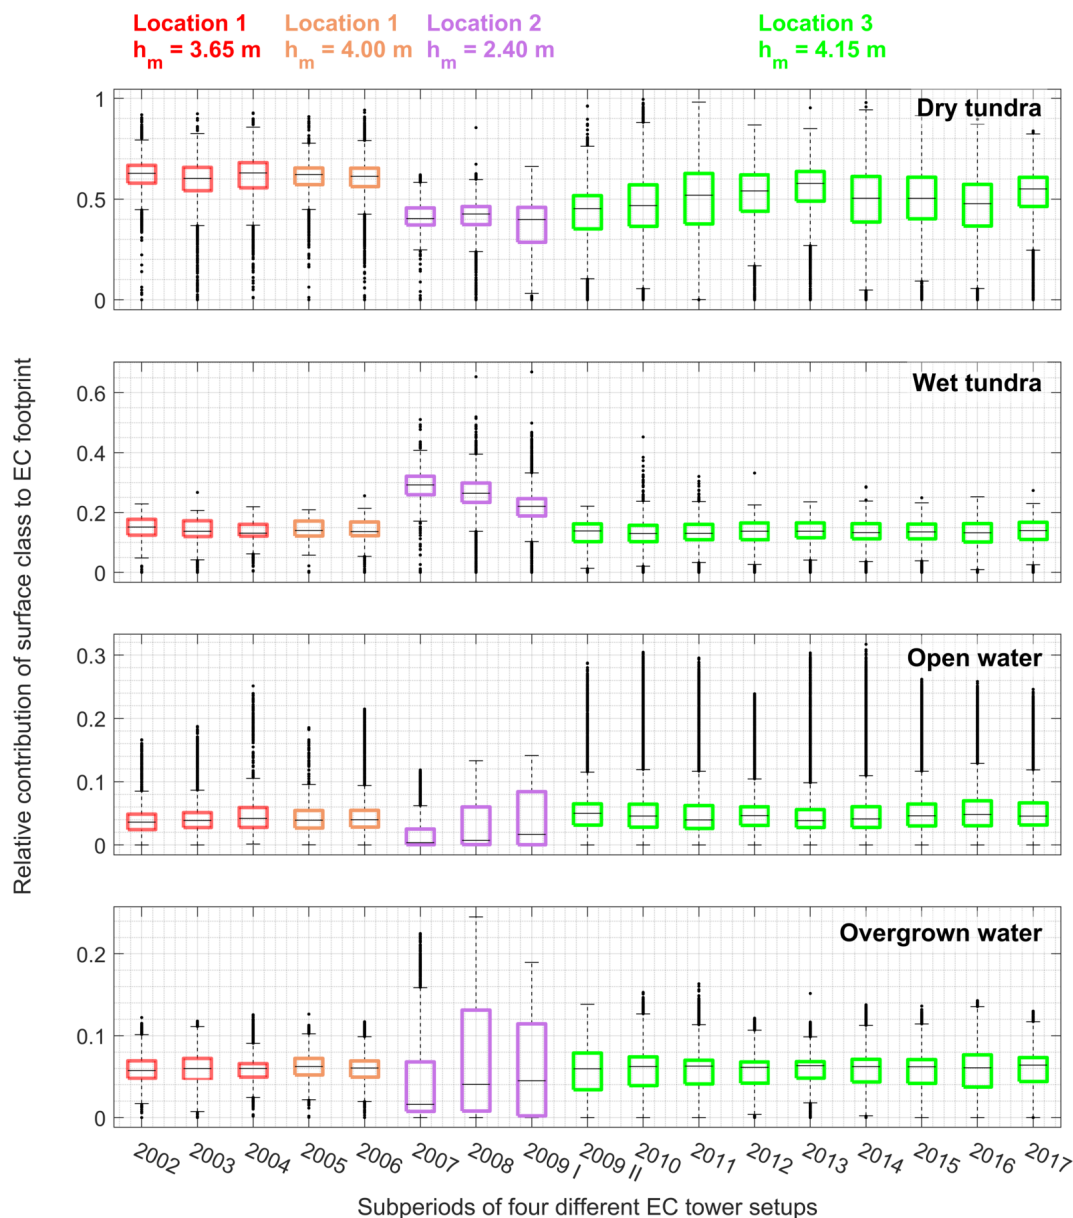 Location 1 Location 1 Location 2 Location 3
h_m = 3.65 m h_m = 4.00 m h_m = 2.40 m h_m = 4.15 m
Dry tundra
1
0.5
0
Wet tundra
0.6
0.4
0.2
0
Open water
0.3
0.2
0.1
0
Overgrown water
0.2
0.1
0
Relative contribution of surface class to EC footprint
2002 2003 2004 2005 2006 2007 2008 2009 I 2009 II 2010 2011 2012 2013 2014 2015 2016 2017
Subperiods of four different EC tower setups